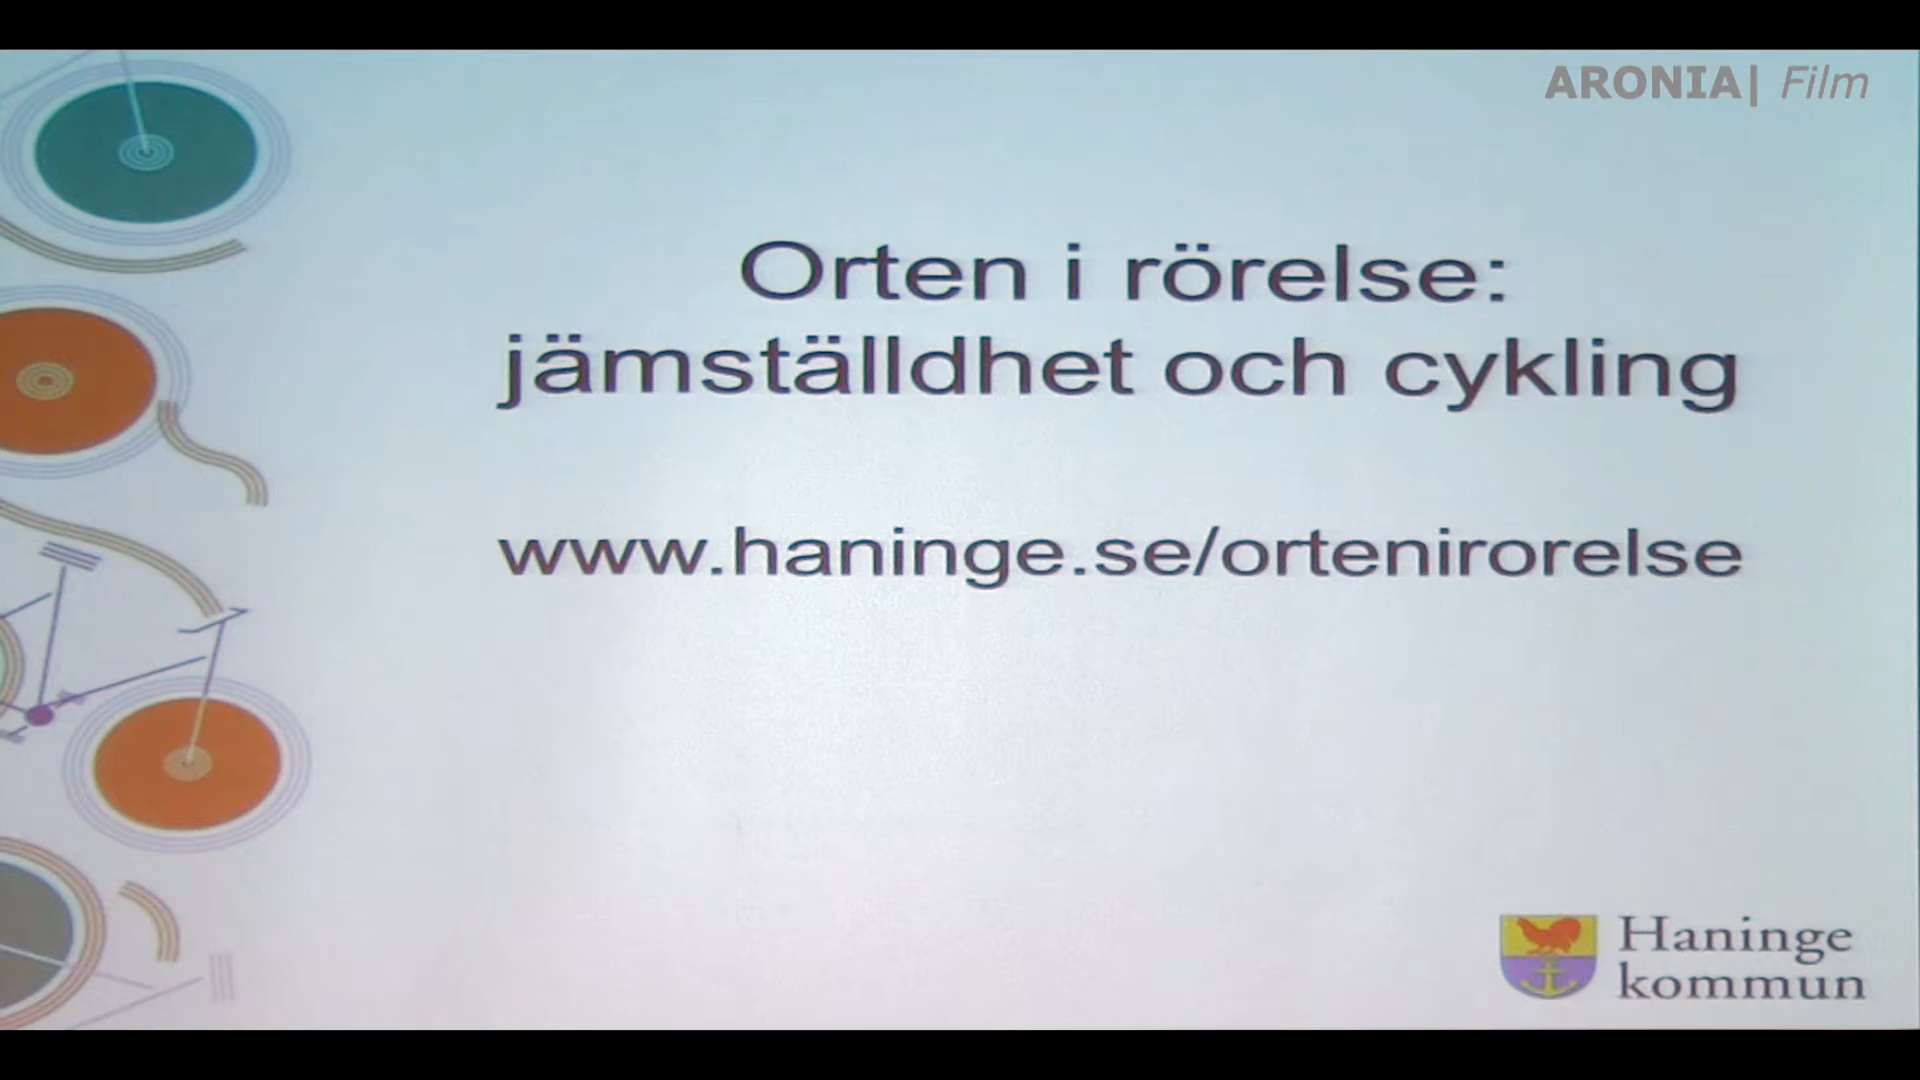 ARONIA| Film
Orten i rörelse:
jämställdhet och cykling
www.haninge.se/ortenirorelse
Haninge
kommun